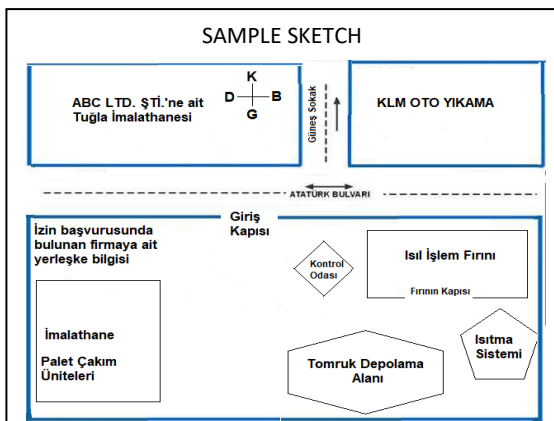 SAMPLE SKETCH
ABC LTD. ŞTİ.'ne ait
Tuğla İmalathanesi
K
D B
G
Güneş Sokak
KLM OTO YIKAMA
ATATÜRK BULVARI
Giriş
Kapısı
İzin başvurusunda
bulunan firmaya ait
yerleşke bilgisi
Kontrol
Odası
Isıl İşlem Fırını
Fırının Kapısı
İmalathane
Palet Çakım
Üniteleri
Tomruk Depolama
Alanı
Isıtma
Sistemi